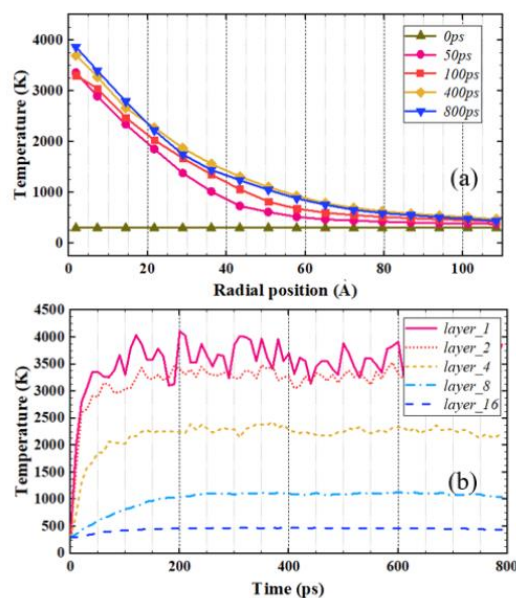 4000
3000
2000
1000
0
Temperature (K)
0ps
50ps
100ps
400ps
800ps
(a)
0 20 40 60 80 100
Radial position (Å)
4500
4000
3500
3000
2500
2000
1500
1000
500
0
Temperature (K)
layer_1
layer_2
layer_4
layer_8
layer_16
(b)
0 200 400 600 800
Time (ps)